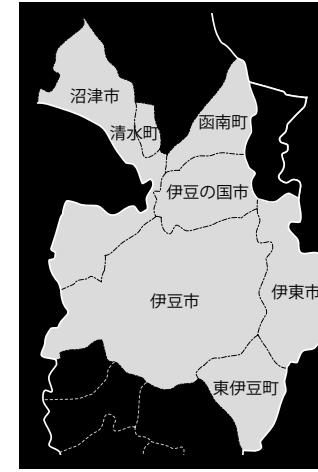 沼津市
清水町
函南町
伊豆の国市
伊豆市
伊東市
東伊豆町